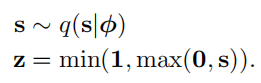 s ∼ q(s|ϕ)
z = min(1, max(0, s)).